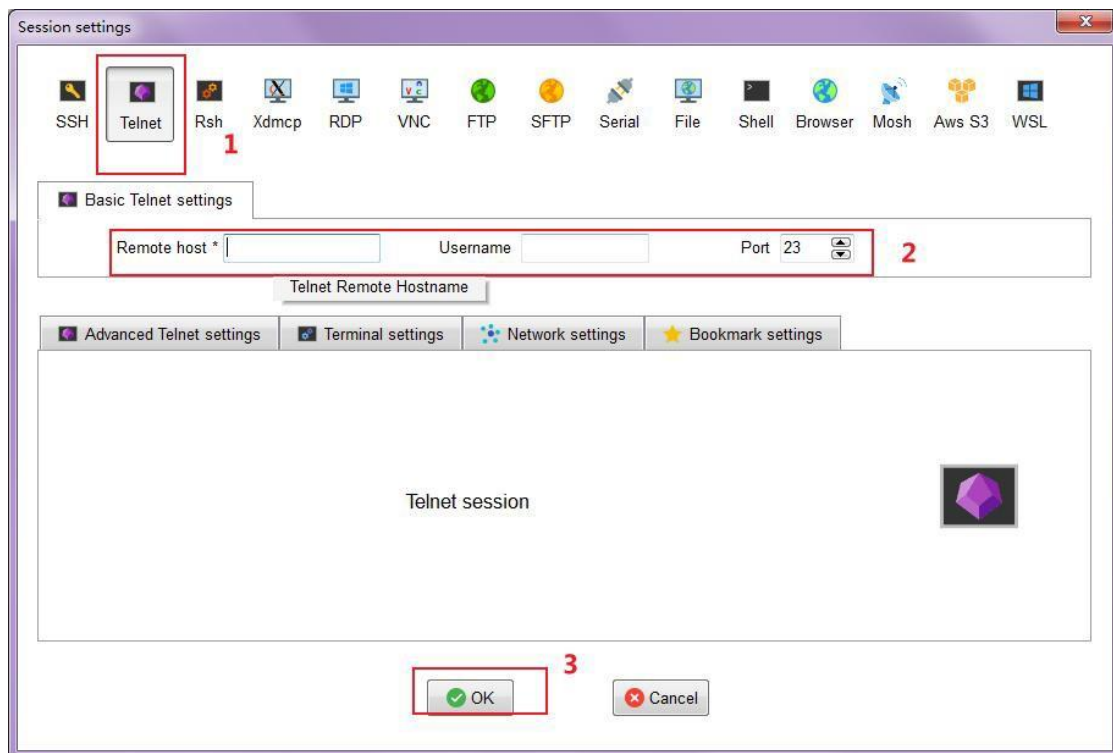 Session settings
x
SSH Telnet Rsh Xdmcp RDP VNC FTP SFTP Serial File Shell Browser Mosh Aws S3 WSL
1
Basic Telnet settings
Remote host * Username Port 23
2
Telnet Remote Hostname
Advanced Telnet settings Terminal settings Network settings Bookmark settings
Telnet session
3
OK Cancel